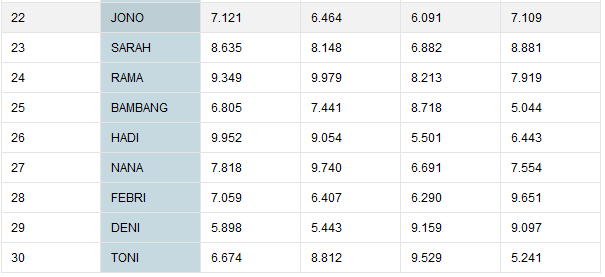 22 JONO 7.121 6.464 6.091 7.109
23 SARAH 8.635 8.148 6.882 8.881
24 RAMA 9.349 9.979 8.213 7.919
25 BAMBANG 6.805 7.441 8.718 5.044
26 HADI 9.952 9.054 5.501 6.443
27 NANA 7.818 9.740 6.691 7.554
28 FEBRI 7.059 6.407 6.290 9.651
29 DENI 5.898 5.443 9.159 9.097
30 TONI 6.674 8.812 9.529 5.241